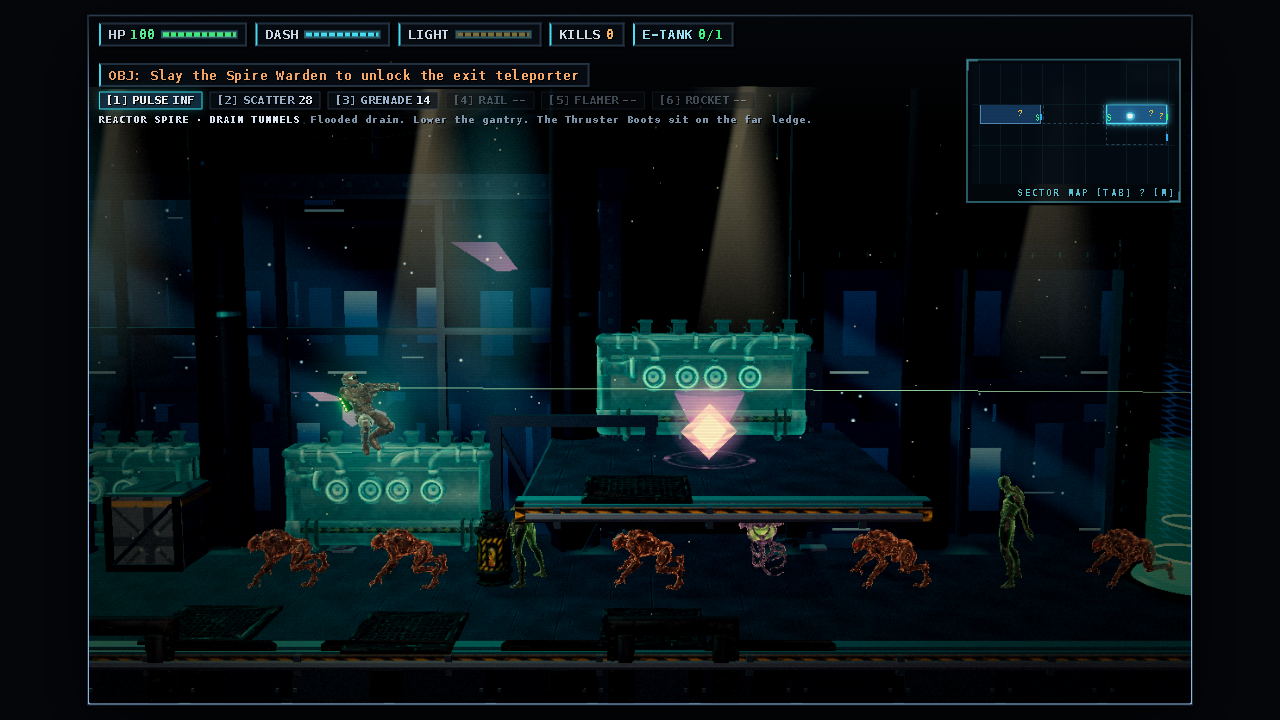 HP 100 DASH LIGHT KILLS 0 E-TANK 0/1
OBJ: Slay the Spire Warden to unlock the exit teleporter
[1] PULSE INF [2] SCATTER 28 [3] GRENADE 14 [4] RAIL -- [5] FLAMER -- [6] ROCKET --
REACTOR SPIRE · DRAIN TUNNELS Flooded drain. Lower the gantry. The Thruster Boots sit on the far ledge.
? S S ? ?
SECTOR MAP [TAB] ? [M]